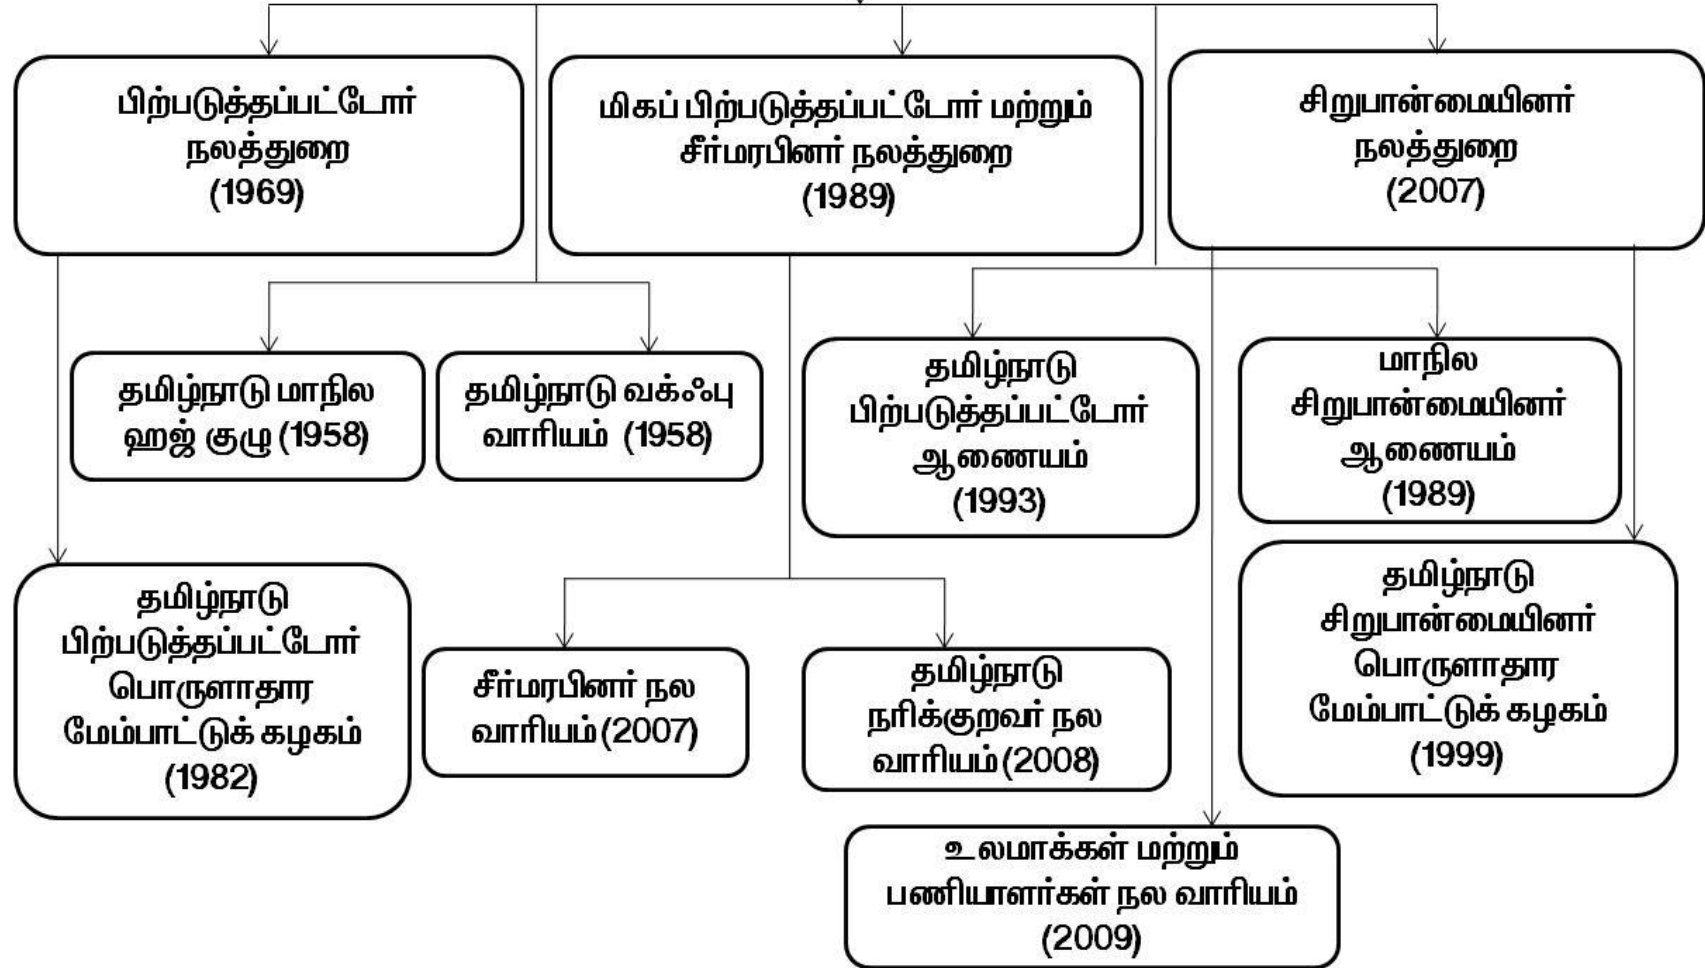 பிற்படுத்தப்பட்டோர்
நலத்துறை
(1969)
மிகப் பிற்படுத்தப்பட்டோர் மற்றும்
சீர்மரபினர் நலத்துறை
(1989)
சிறுபான்மையினர்
நலத்துறை
(2007)
தமிழ்நாடு மாநில
ஹஜ் குழு (1958)
தமிழ்நாடு வக்ஃபு
வாரியம் (1958)
தமிழ்நாடு
பிற்படுத்தப்பட்டோர்
ஆணையம்
(1993)
மாநில
சிறுபான்மையினர்
ஆணையம்
(1989)
தமிழ்நாடு
பிற்படுத்தப்பட்டோர்
பொருளாதார
மேம்பாட்டுக் கழகம்
(1982)
சீர்மரபினர் நல
வாரியம் (2007)
தமிழ்நாடு
நரிக்குறவர் நல
வாரியம் (2008)
தமிழ்நாடு
சிறுபான்மையினர்
பொருளாதார
மேம்பாட்டுக் கழகம்
(1999)
உலமாக்கள் மற்றும்
பணியாளர்கள் நல வாரியம்
(2009)